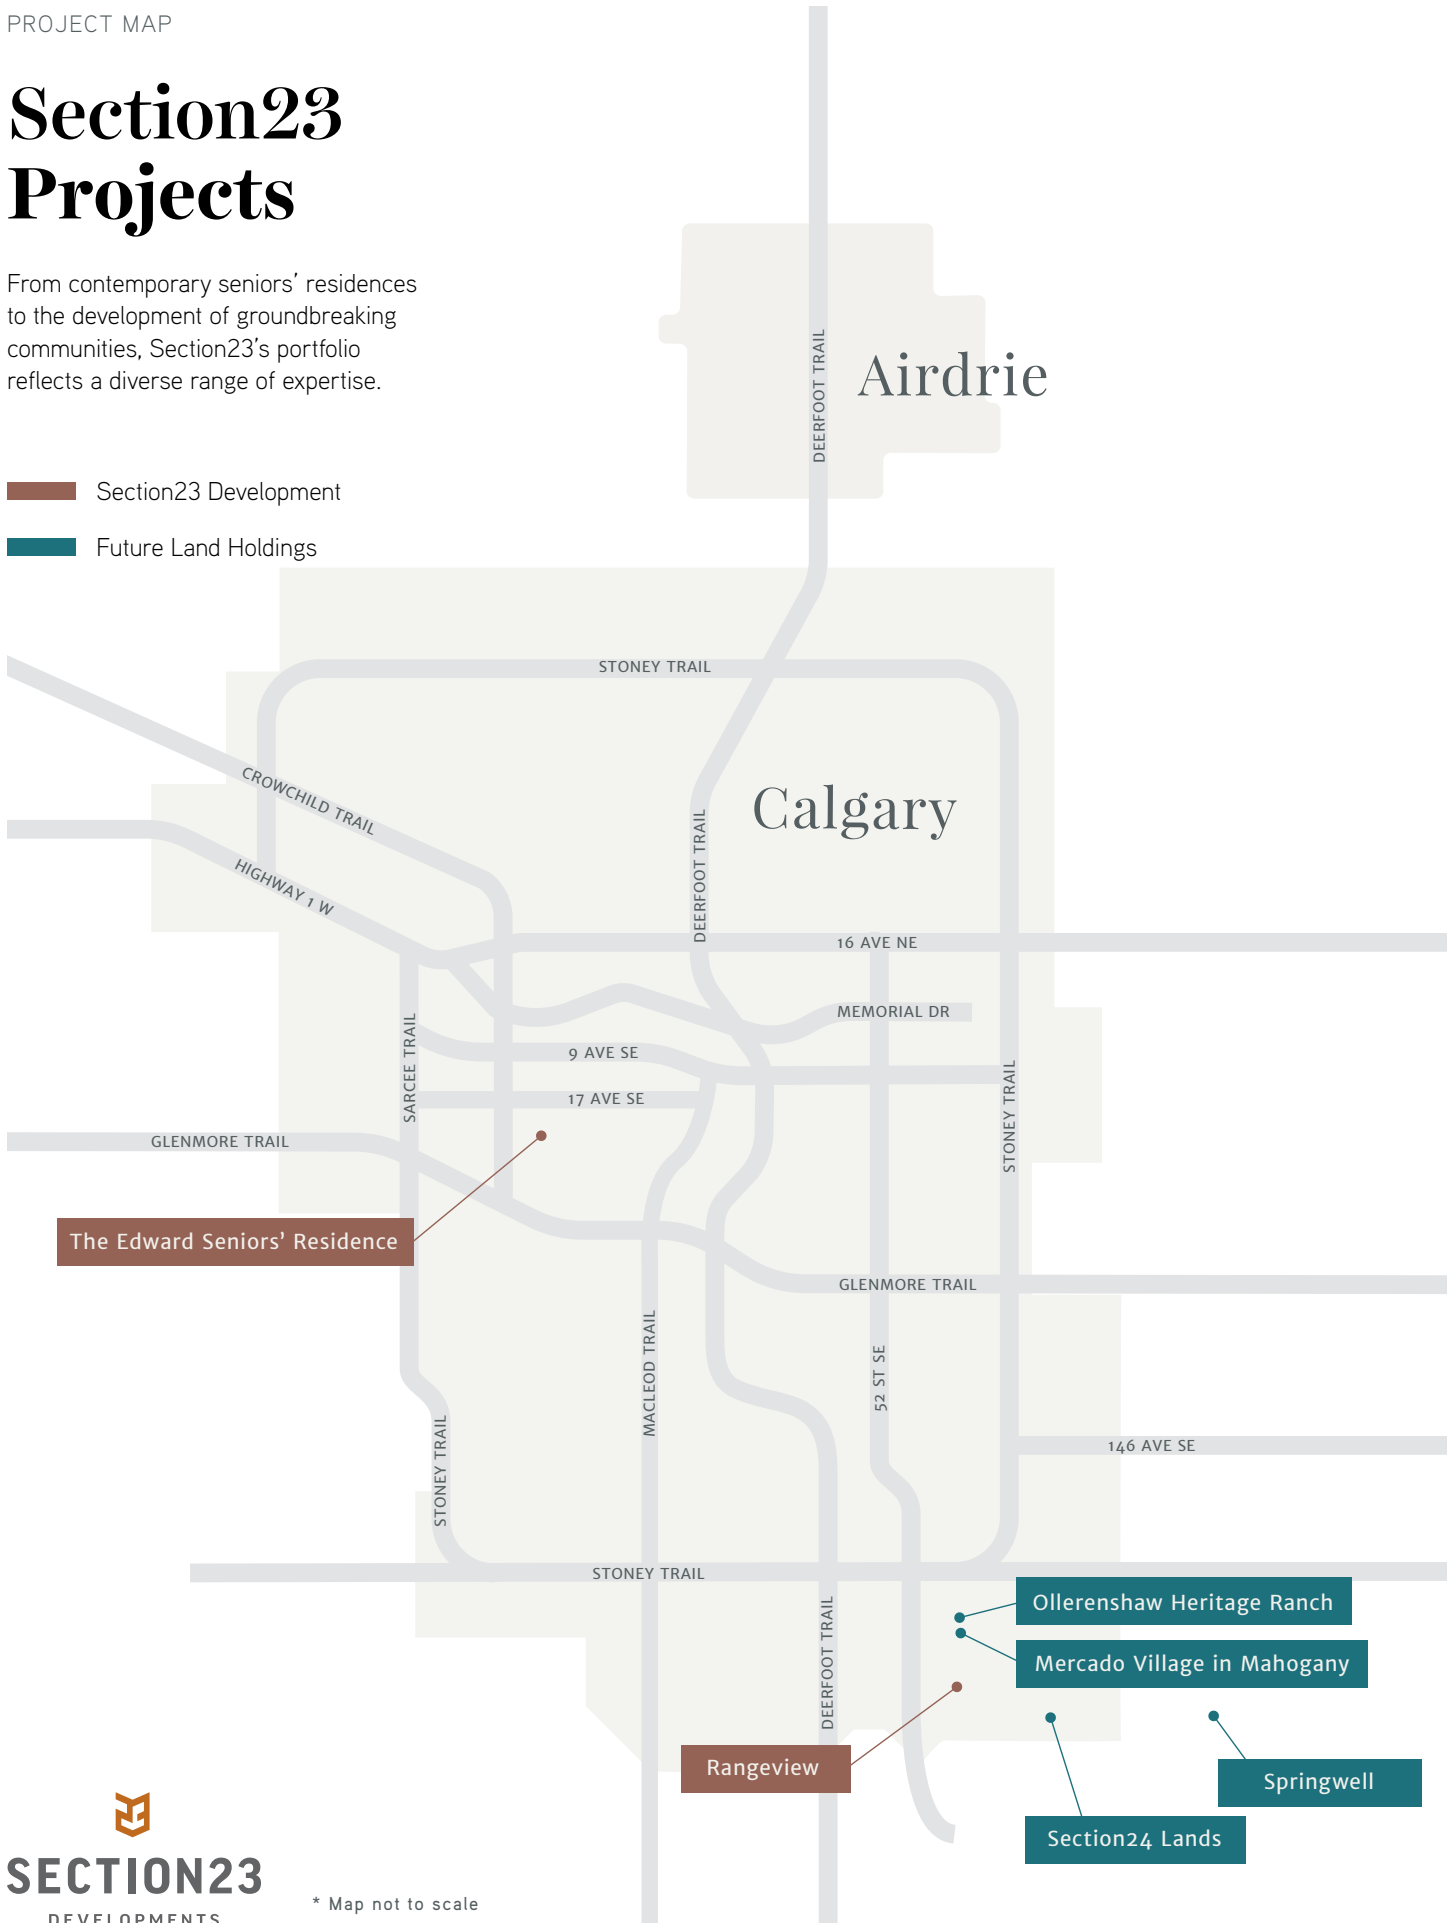 PROJECT MAP
Section23
Projects
From contemporary seniors’ residences
to the development of groundbreaking
communities, Section23’s portfolio
reflects a diverse range of expertise.
Section23 Development
Future Land Holdings
DEERFOOT TRAIL
Airdrie
STONEY TRAIL
CROWCHILD TRAIL
Calgary
DEERFOOT TRAIL
HIGHWAY 1 W
16 AVE NE
MEMORIAL DR
SARCEE TRAIL
9 AVE SE
17 AVE SE
STONEY TRAIL
GLENMORE TRAIL
The Edward Seniors’ Residence
GLENMORE TRAIL
MACLEOD TRAIL
52 ST SE
STONEY TRAIL
146 AVE SE
STONEY TRAIL
Ollerenshaw Heritage Ranch
DEERFOOT TRAIL
Mercado Village in Mahogany
Rangeview
Springwell
Section24 Lands
SECTION23
DEVELOPMENTS
* Map not to scale